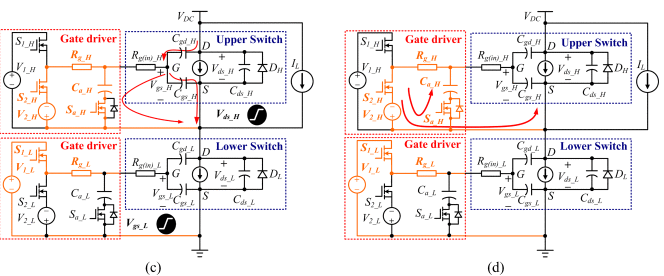 V_DC
Gate driver
Upper Switch
S_1_H
R_g_H
R_g(in)_H
C_gd_H
D
V_1_H
C_a_H
G
+
V_ds_H
D_H
I_L
S_2_H
V_gs_H
S
C_gs_H
C_ds_H
V_2_H
S_a_H
V_ds_H
Gate driver
Lower Switch
S_1_L
V_1_L
R_g_L
R_g(in)_L
C_gd_L
D
G
+
V_ds_L
D_L
S_2_L
C_a_L
V_gs_L
C_gs_L
S
C_ds_L
V_2_L
S_a_L
V_gs_L
(c)
V_DC
Gate driver
Upper Switch
S_1_H
R_g_H
R_g(in)_H
C_gd_H
D
V_1_H
C_a_H
G
+
V_ds_H
D_H
I_L
S_2_H
V_gs_H
S
C_gs_H
C_ds_H
V_2_H
S_a_H
Gate driver
Lower Switch
S_1_L
V_1_L
R_g_L
R_g(in)_L
C_gd_L
D
G
+
V_ds_L
D_L
S_2_L
C_a_L
V_gs_L
C_gs_L
S
C_ds_L
V_2_L
S_a_L
(d)